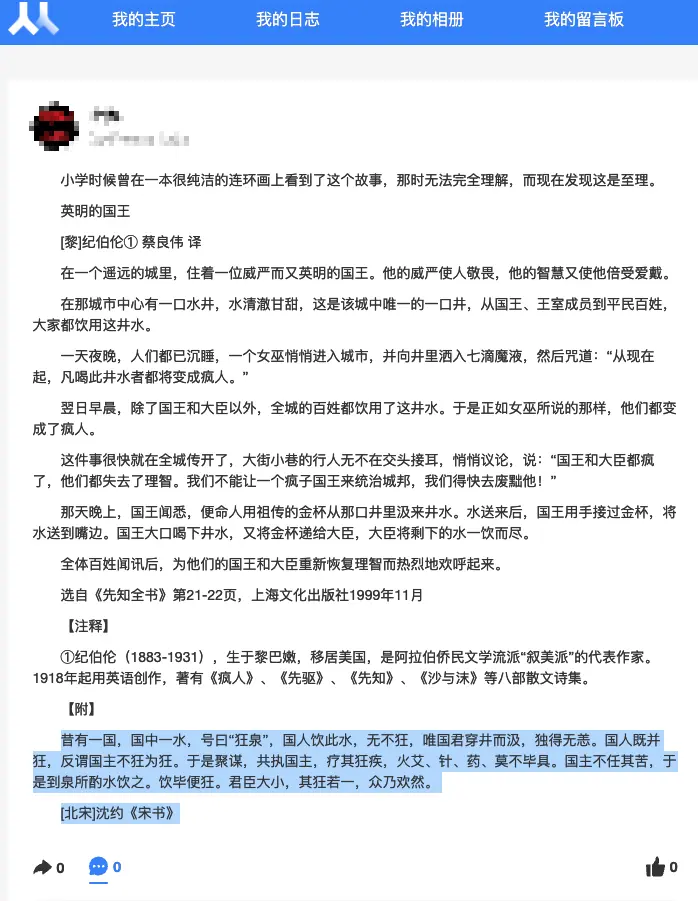 我的主页 我的日志 我的相册 我的留言板
小学时候曾在一本很纯洁的连环画上看到了这个故事，那时无法完全理解，而现在发现这是至理。
英明的国王
[黎]纪伯伦① 蔡良伟 译
在一个遥远的城里，住着一位威严而又英明的国王。他的威严使人敬畏，他的智慧又使他倍受爱戴。
在那城市中心有一口水井，水清澈甘甜，这是该城中唯一的一口井，从国王、王室成员到平民百姓，
大家都饮用这井水。
一天夜晚，人们都已沉睡，一个女巫悄悄进入城市，并向井里洒入七滴魔液，然后咒道：“从现在
起，凡喝此井水者都将变成疯人。”
翌日早晨，除了国王和大臣以外，全城的百姓都饮用了这井水。于是正如女巫所说的那样，他们都变
成了疯人。
这件事很快就在全城传开了，大街小巷的行人无不在交头接耳，悄悄议论，说：“国王和大臣都疯
了，他们都失去了理智。我们不能让一个疯子国王来统治城邦，我们得快去废黜他！”
那天晚上，国王闻悉，便命人用祖传的金杯从那口井里汲来井水。水送来后，国王用手接过金杯，将
水送到嘴边。国王大口喝下井水，又将金杯递给大臣，大臣将剩下的水一饮而尽。
全体百姓闻讯后，为他们的国王和大臣重新恢复理智而热烈地欢呼起来。
选自《先知全书》第21-22页，上海文化出版社1999年11月
【注释】
①纪伯伦（1883-1931），生于黎巴嫩，移居美国，是阿拉伯侨民文学流派“叙美派”的代表作家。
1918年起用英语创作，著有《疯人》、《先驱》、《先知》、《沙与沫》等八部散文诗集。
【附】
昔有一国，国中一水，号曰“狂泉”，国人饮此水，无不狂，唯国君穿井而汲，独得无恙。国人既并
狂，反谓国主不狂为狂。于是聚谋，共执国主，疗其狂疾，火艾、针、药、莫不毕具。国主不任其苦，于
是到泉所酌水饮之。饮毕便狂。君臣大小，其狂若一，众乃欢然。
[北宋]沈约《宋书》
0 0 0